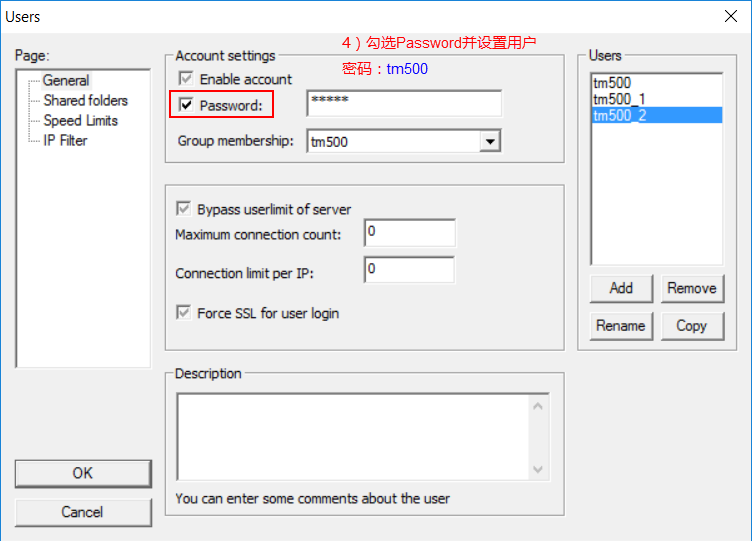 Users
Page:
General
Shared folders
Speed Limits
IP Filter
Account settings
4）勾选Password并设置用户
密码：tm500
Enable account
Password:
*****
Group membership:
tm500
Bypass userlimit of server
Maximum connection count:
0
Connection limit per IP:
0
Force SSL for user login
Description
You can enter some comments about the user
Users
tm500
tm500_1
tm500_2
Add
Remove
Rename
Copy
OK
Cancel